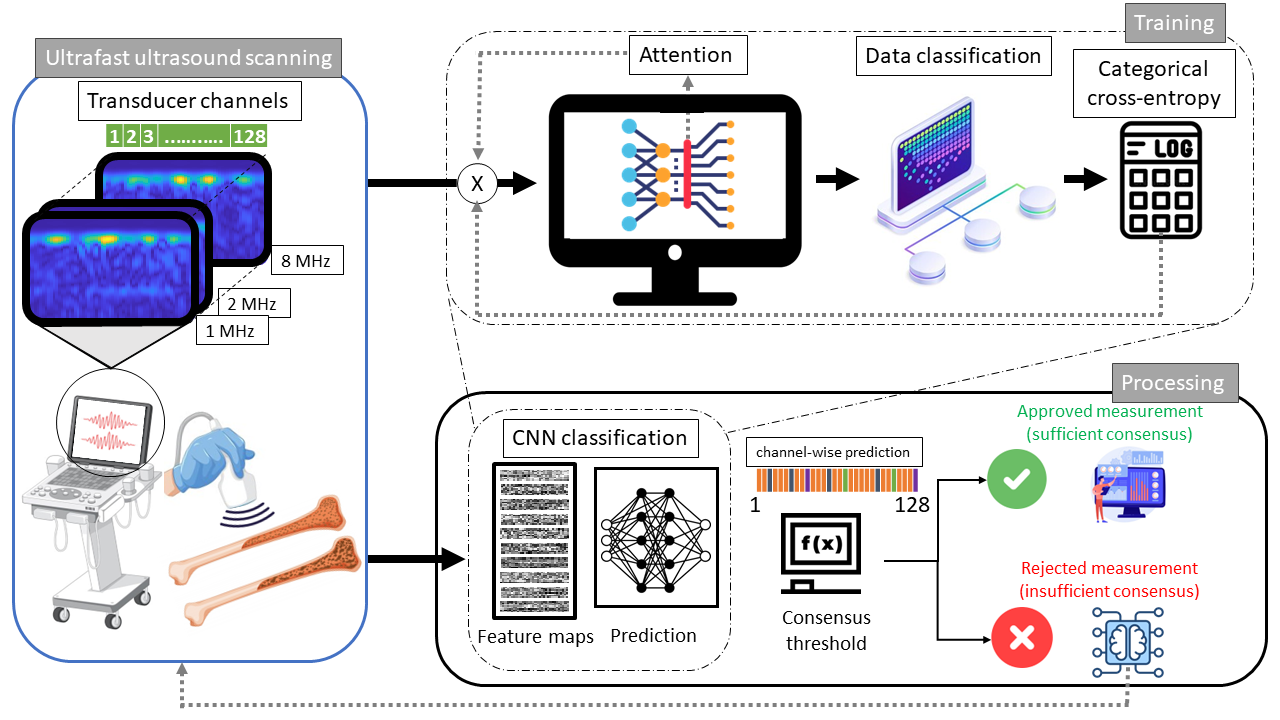 Ultrafast ultrasound scanning
Transducer channels
1 2 3 ........... 128
8 MHz
2 MHz
1 MHz
Training
Attention
Data classification
Categorical
cross-entropy
X
LOG
Processing
CNN classification
Feature maps
Prediction
channel-wise prediction
1 128
f(x)
Consensus
threshold
Approved measurement
(sufficient consensus)
Rejected measurement
(insufficient consensus)